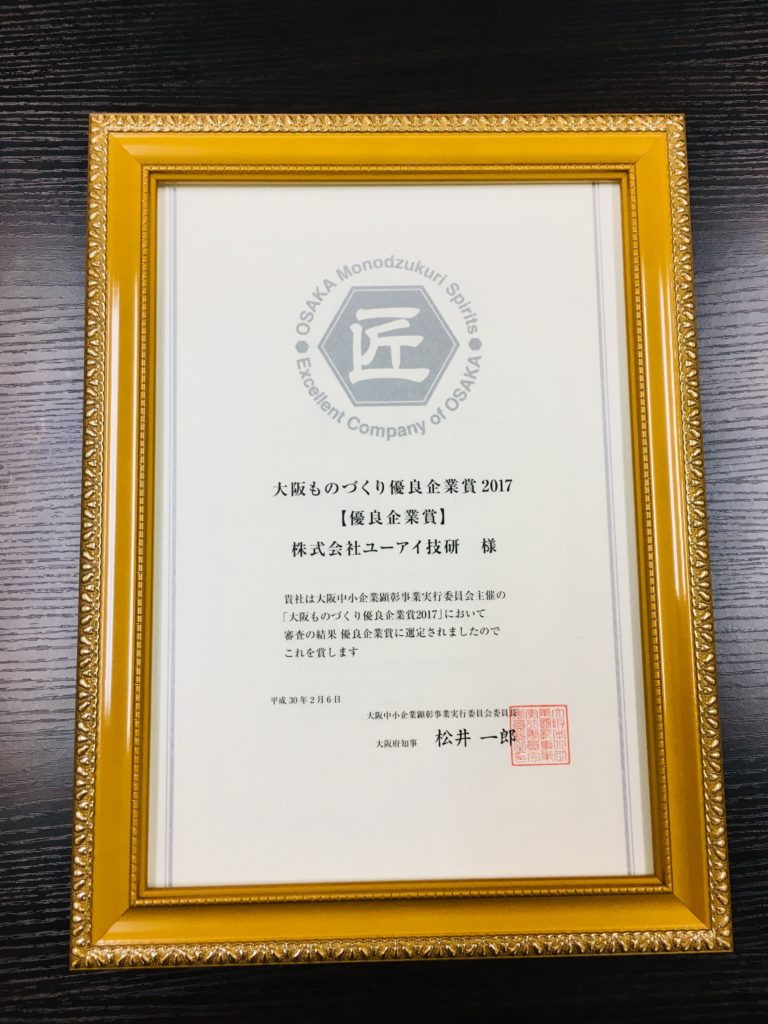 OSAKA Monodzukuri Spirits
匠
Excellent Company of OSAKA
大阪ものづくり優良企業賞2017
【優良企業賞】
株式会社ユーアイ技研 様
貴社は大阪中小企業顕彰事業実行委員会主催の
「大阪ものづくり優良企業賞2017」において
審査の結果 優良企業賞に選定されましたので
これを賞します
平成30年2月6日
大阪中小企業顕彰事業実行委員会委員長
大阪府知事 松井 一郎